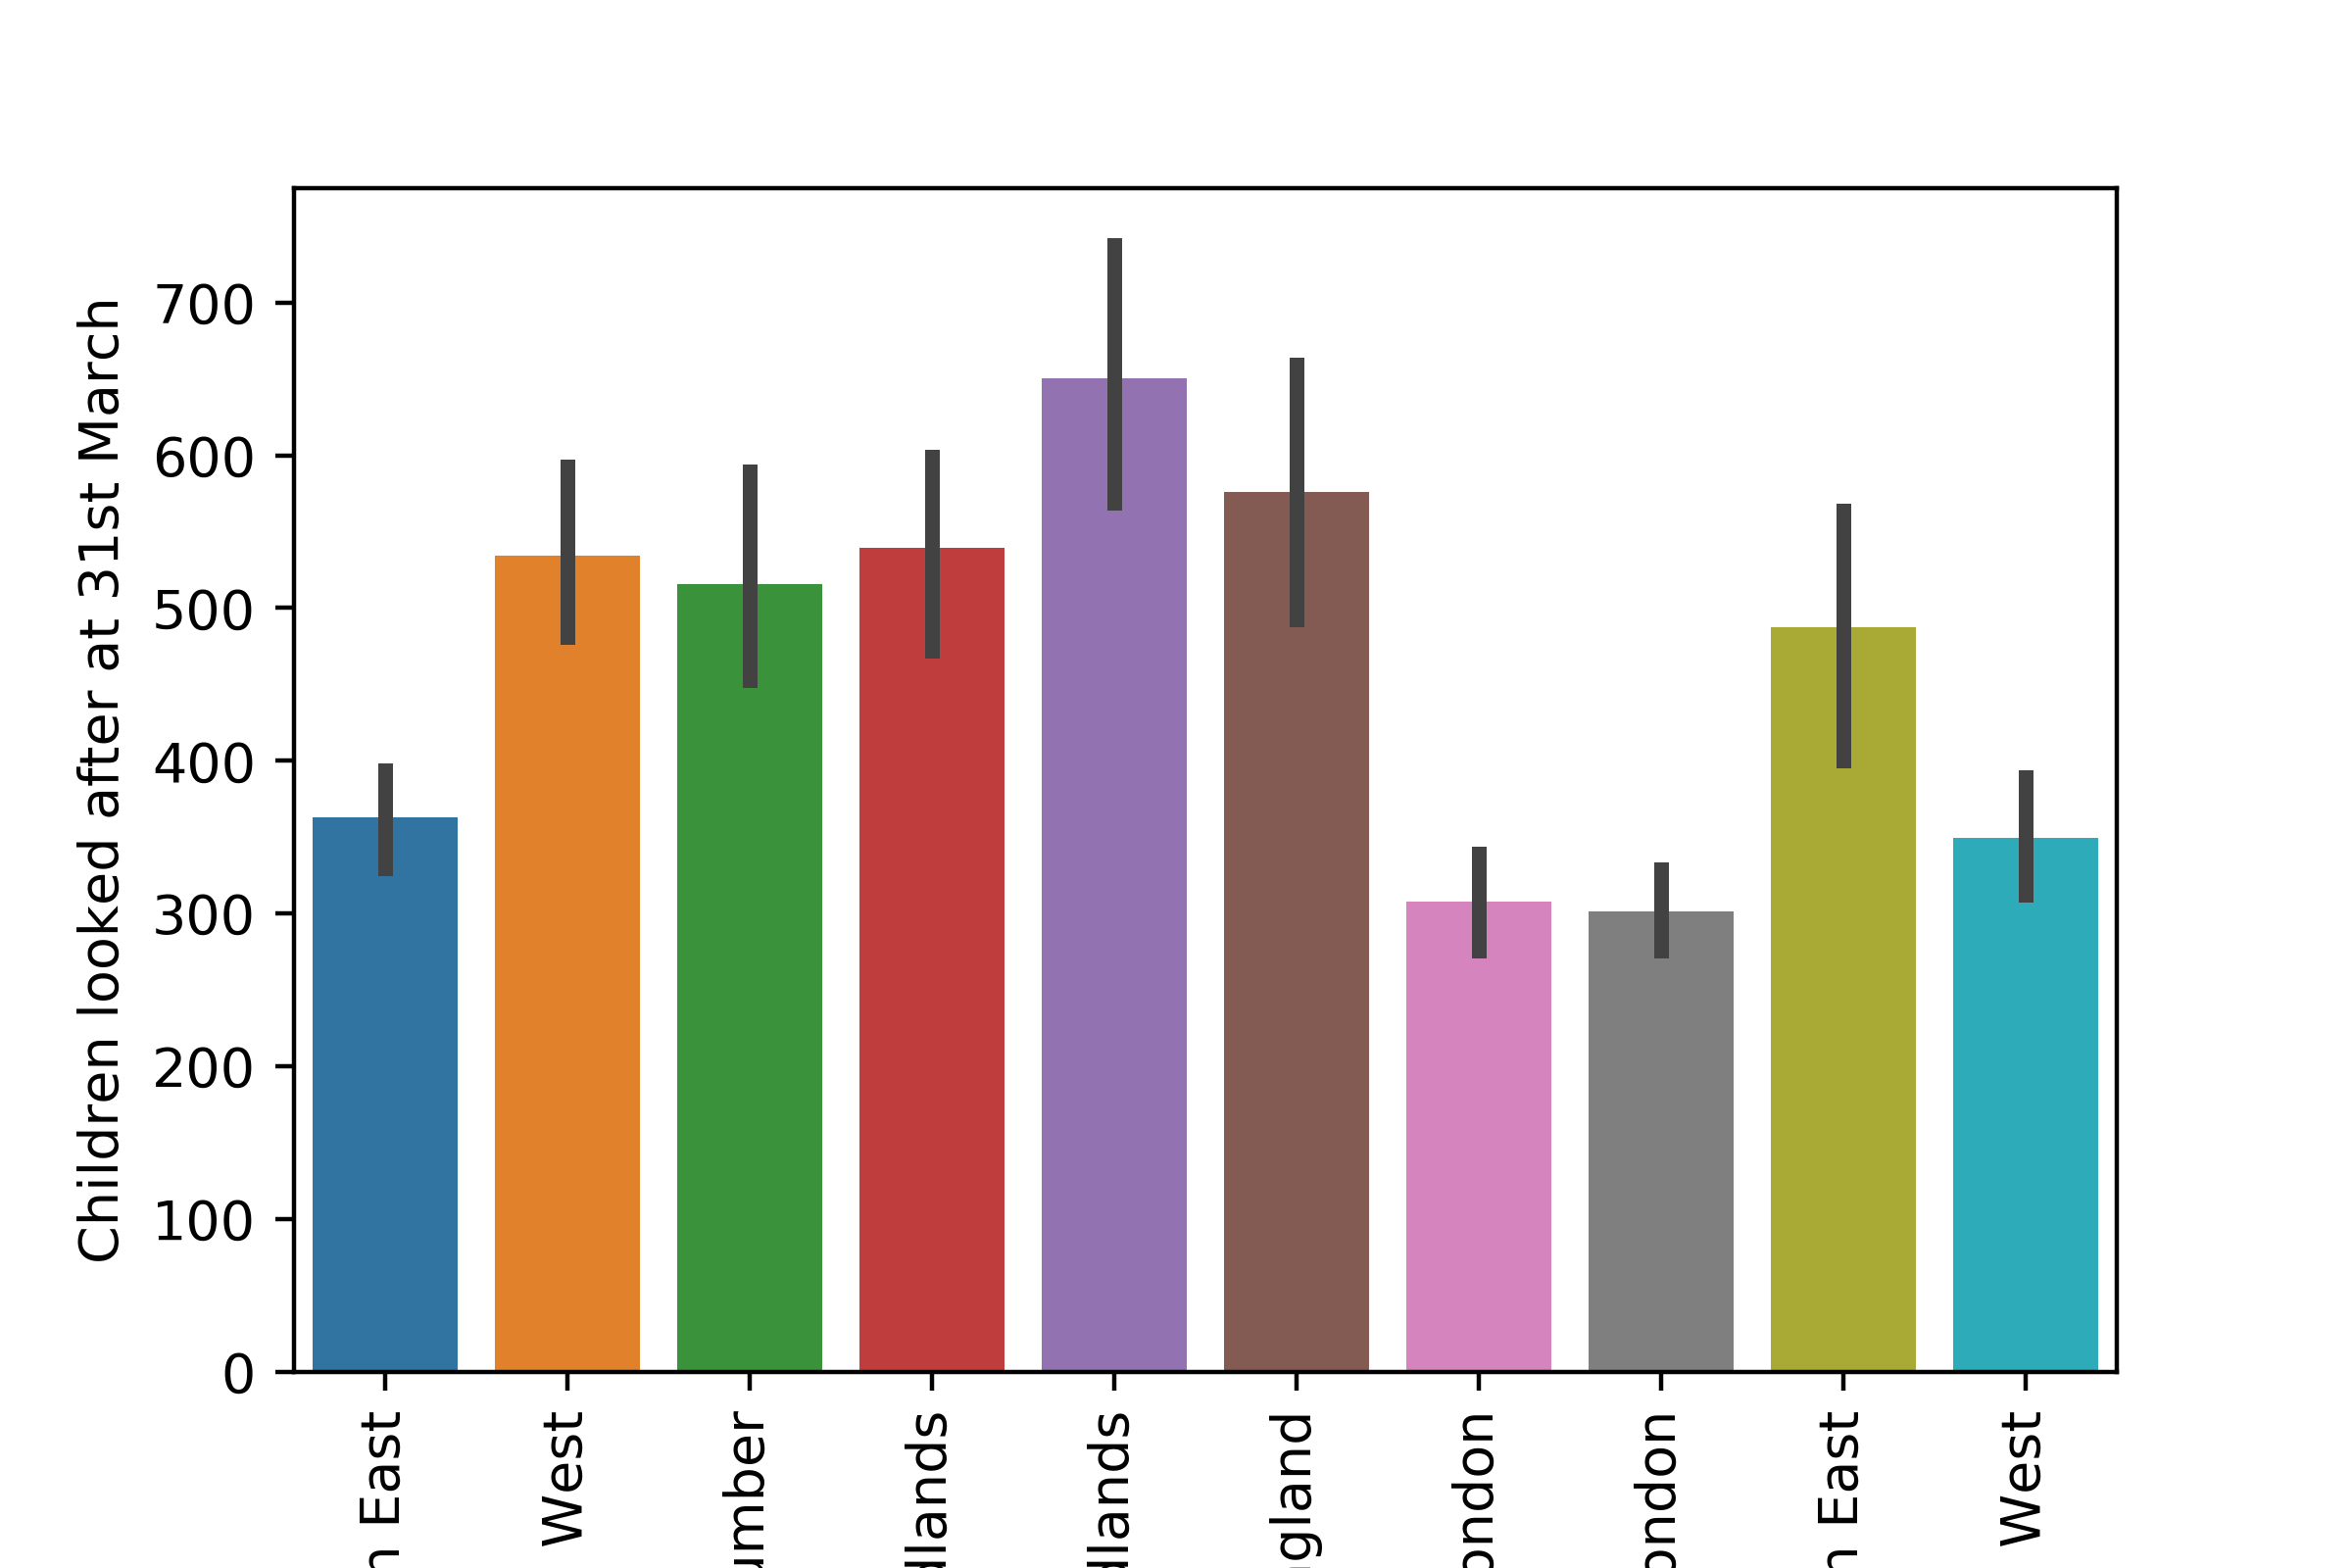 Children looked after at 31st March
700
600
500
400
300
200
100
0
n East
West
umber
dlands
dlands
ngland
ondon
ondon
n East
West